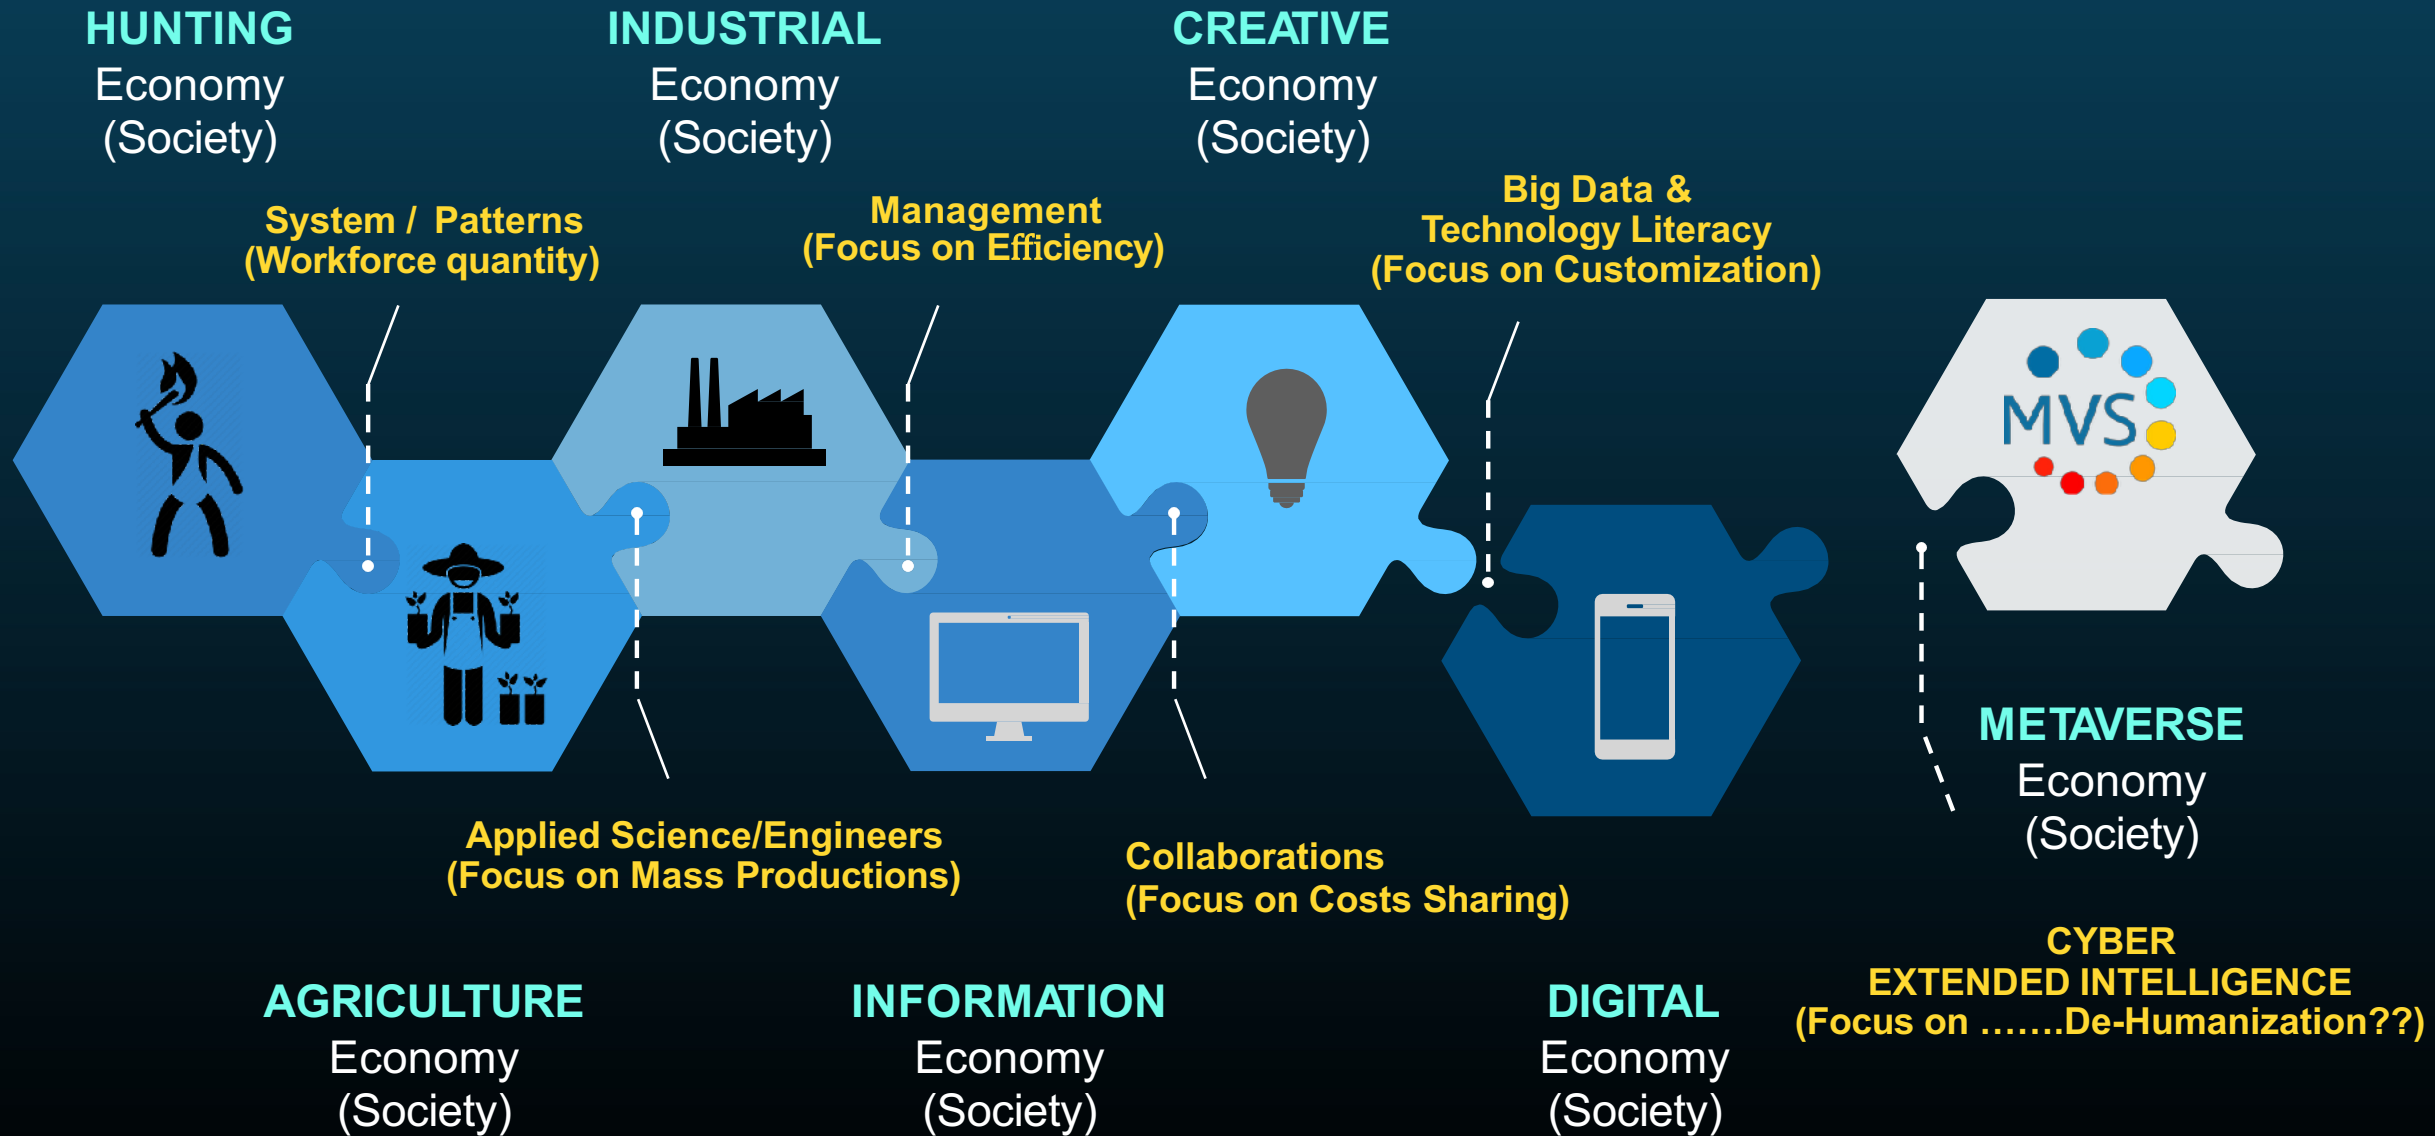 HUNTING
Economy
(Society)
INDUSTRIAL
Economy
(Society)
CREATIVE
Economy
(Society)
System / Patterns
(Workforce quantity)
Management
(Focus on Efficiency)
Big Data &
Technology Literacy
(Focus on Customization)
MVS
METAVERSE
Economy
(Society)
Applied Science/Engineers
(Focus on Mass Productions)
Collaborations
(Focus on Costs Sharing)
CYBER
EXTENDED INTELLIGENCE
(Focus on …….De-Humanization??)
AGRICULTURE
Economy
(Society)
INFORMATION
Economy
(Society)
DIGITAL
Economy
(Society)